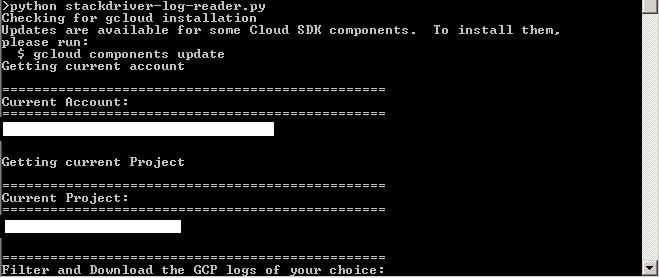 >python stackdriver-log-reader.py
Checking for gcloud installation
Updates are available for some Cloud SDK components.  To install them,
please run:
  $ gcloud components update
Getting current account
================================================
Current Account:
================================================
Getting current Project
================================================
Current Project:
================================================
================================================
Filter and Download the GCP logs of your choice: